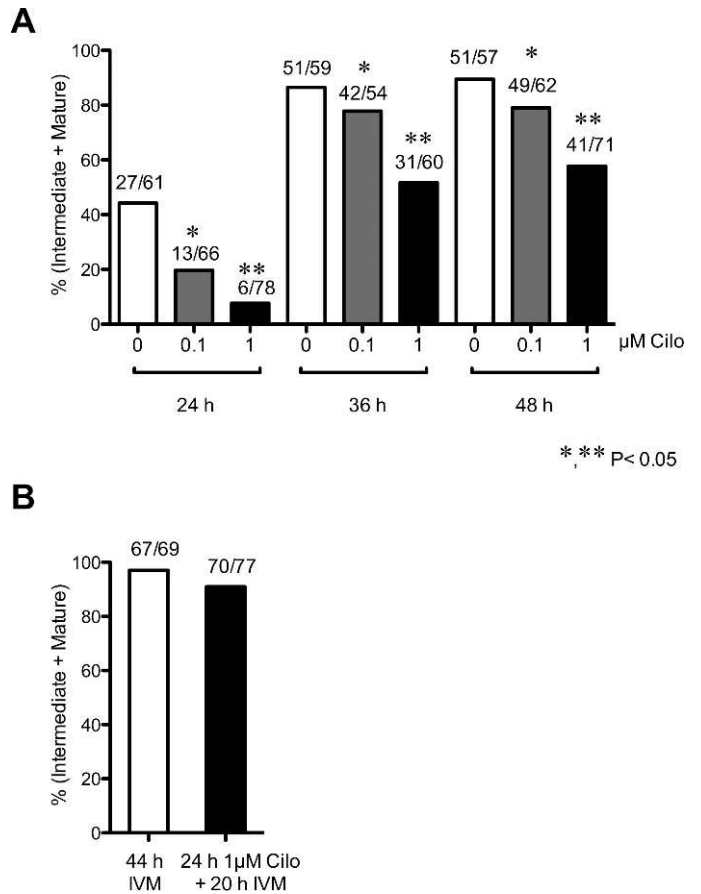 A
% (Intermediate + Mature)
100
80
60
40
20
0
27/61
*
13/66
**
6/78
51/59
*
42/54
**
31/60
51/57
*
49/62
**
41/71
0 0.1 1 0 0.1 1 0 0.1 1 µM Cilo
24 h 36 h 48 h
*,** P< 0.05
B
% (Intermediate + Mature)
100
80
60
40
20
0
67/69
70/77
44 h
IVM
24 h 1µM Cilo
+ 20 h IVM